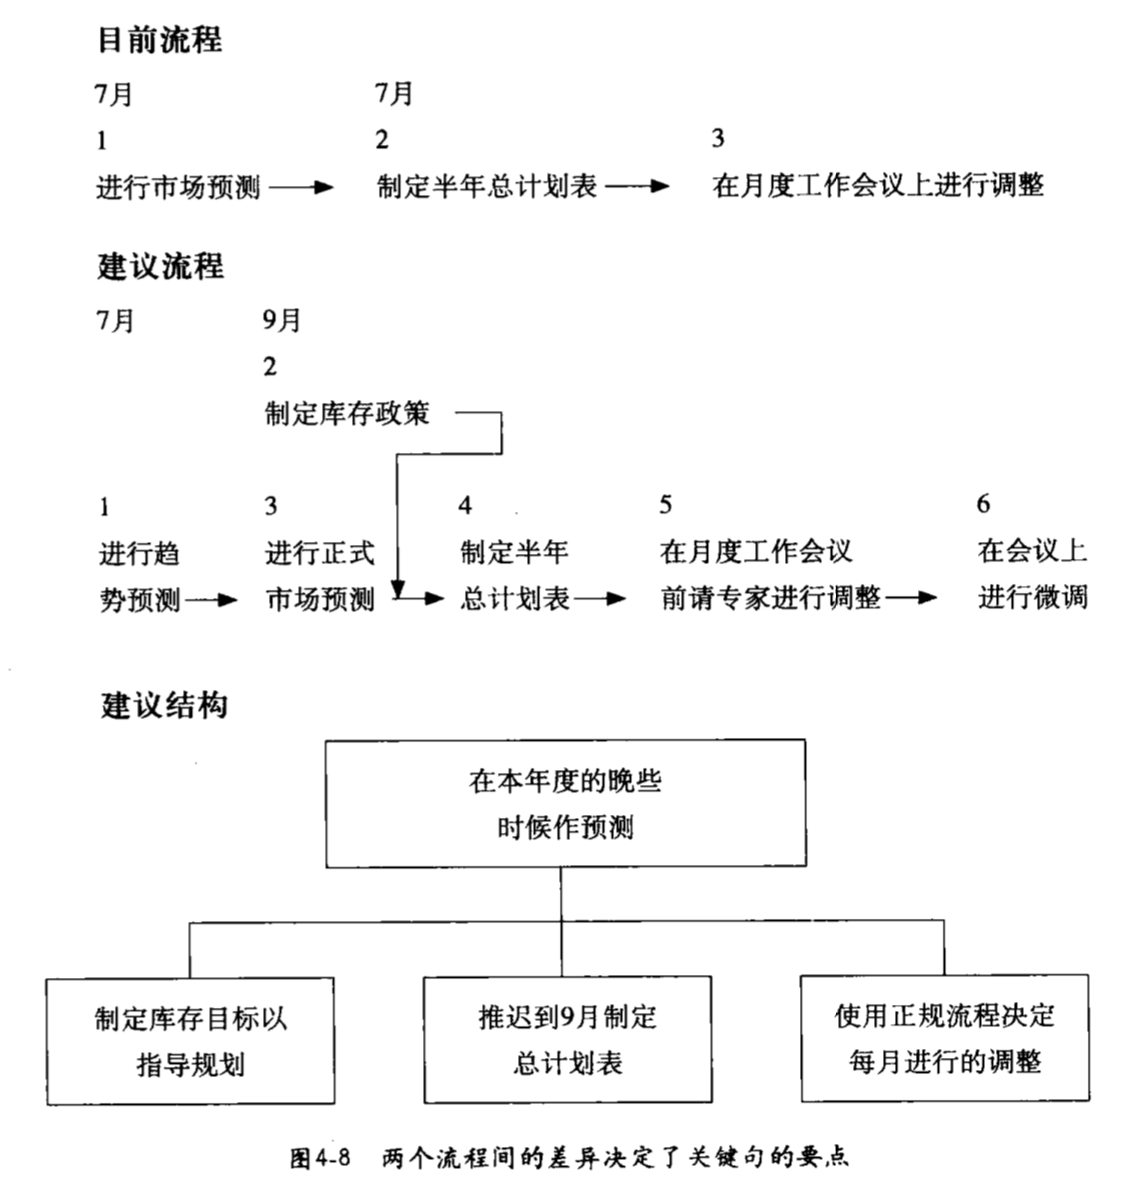 目前流程
7月 7月
1 2 3
进行市场预测 制定半年总计划表 在月度工作会议上进行调整
建议流程
7月 9月
2
制定库存政策
1 3 4 5 6
进行趋 进行正式 制定半年 在月度工作会议 在会议上
势预测 市场预测 总计划表 前请专家进行调整 进行微调
建议结构
在本年度的晚些
时候作预测
制定库存目标以 推迟到9月制定 使用正规流程决定
指导规划 总计划表 每月进行的调整
图4-8 两个流程间的差异决定了关键句的要点